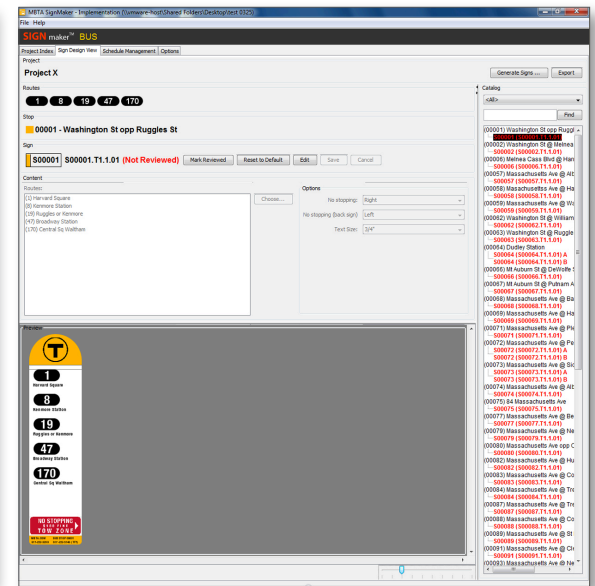 MBTA SignMaker - Implementation (\\vmware-host\Shared Folders\Desktop\test 0325)
File Help
SIGN maker™ BUS
Project Index Sign Design View Schedule Management Options
Project
Project X
Generate Signs ... Export
Routes
1 8 19 47 170
Stop
00001 - Washington St opp Ruggles St
Sign
S00001 S00001.T1.1.01 (Not Reviewed) Mark Reviewed Reset to Default Edit Save Cancel
Content
Routes:
(1) Harvard Square
(8) Kenmore Station
(19) Ruggles or Kenmore
(47) Broadway Station
(170) Central Sq Waltham
Choose...
Options
No stopping: Right
No stopping (back sign) Left
Text Size: 3/4"
Preview
T
1
Harvard Square
8
Kenmore Station
19
Ruggles or Kenmore
47
Broadway Station
170
Central Sq Waltham
NO STOPPING
TOW ZONE
Catalog
<All>
Find
(00001) Washington St opp Ruggl
S00001 (S00001.T1.1.01)
(00002) Washington St @ Melnea
S00002 (S00002.T1.1.01)
(00006) Melnea Cass Blvd @ Harr
S00006 (S00006.T1.1.01)
(00057) Massachusetts Ave @ Alb
S00057 (S00057.T1.1.01)
(00058) Massachusetts Ave @ Ha
S00058 (S00058.T1.1.01)
(00059) Massachusetts Ave @ Wa
S00059 (S00059.T1.1.01)
(00062) Washington St @ William
S00062 (S00062.T1.1.01)
(00063) Washington St @ Ruggle
S00063 (S00063.T1.1.01)
(00064) Dudley Station
S00064 (S00064.T1.1.01) A
S00064 (S00064.T1.1.01) B
(00066) Mt Auburn St @ DeWolfe
S00066 (S00066.T1.1.01)
(00067) Mt Auburn St @ Putnam A
S00067 (S00067.T1.1.01)
(00068) Massachusetts Ave @ Ba
S00068 (S00068.T1.1.01)
(00069) Massachusetts Ave @ Ha
S00069 (S00069.T1.1.01)
(00071) Massachusetts Ave @ Ple
S00071 (S00071.T1.1.01)
(00072) Massachusetts Ave @ Pe
S00072 (S00072.T1.1.01) A
S00072 (S00072.T1.1.01) B
(00073) Massachusetts Ave @ Sid
S00073 (S00073.T1.1.01) A
S00073 (S00073.T1.1.01) B
(00074) Massachusetts Ave @ Alb
S00074 (S00074.T1.1.01)
(00075) 84 Massachusetts Ave
S00075 (S00075.T1.1.01)
(00077) Massachusetts Ave @ Be
S00077 (S00077.T1.1.01)
(00079) Massachusetts Ave @ Ne
S00079 (S00079.T1.1.01)
(00080) Massachusetts Ave opp C
S00080 (S00080.T1.1.01)
(00082) Massachusetts Ave @ Hu
S00082 (S00082.T1.1.01)
(00083) Massachusetts Ave @ Co
S00083 (S00083.T1.1.01)
(00084) Massachusetts Ave @ Tre
S00084 (S00084.T1.1.01)
(00087) Massachusetts Ave @ Tre
S00087 (S00087.T1.1.01)
(00088) Massachusetts Ave @ Co
S00088 (S00088.T1.1.01)
(00089) Massachusetts Ave @ St
S00089 (S00089.T1.1.01)
(00091) Massachusetts Ave @ Cle
S00091 (S00091.T1.1.01)
(00093) Massachusetts Ave @ Ne